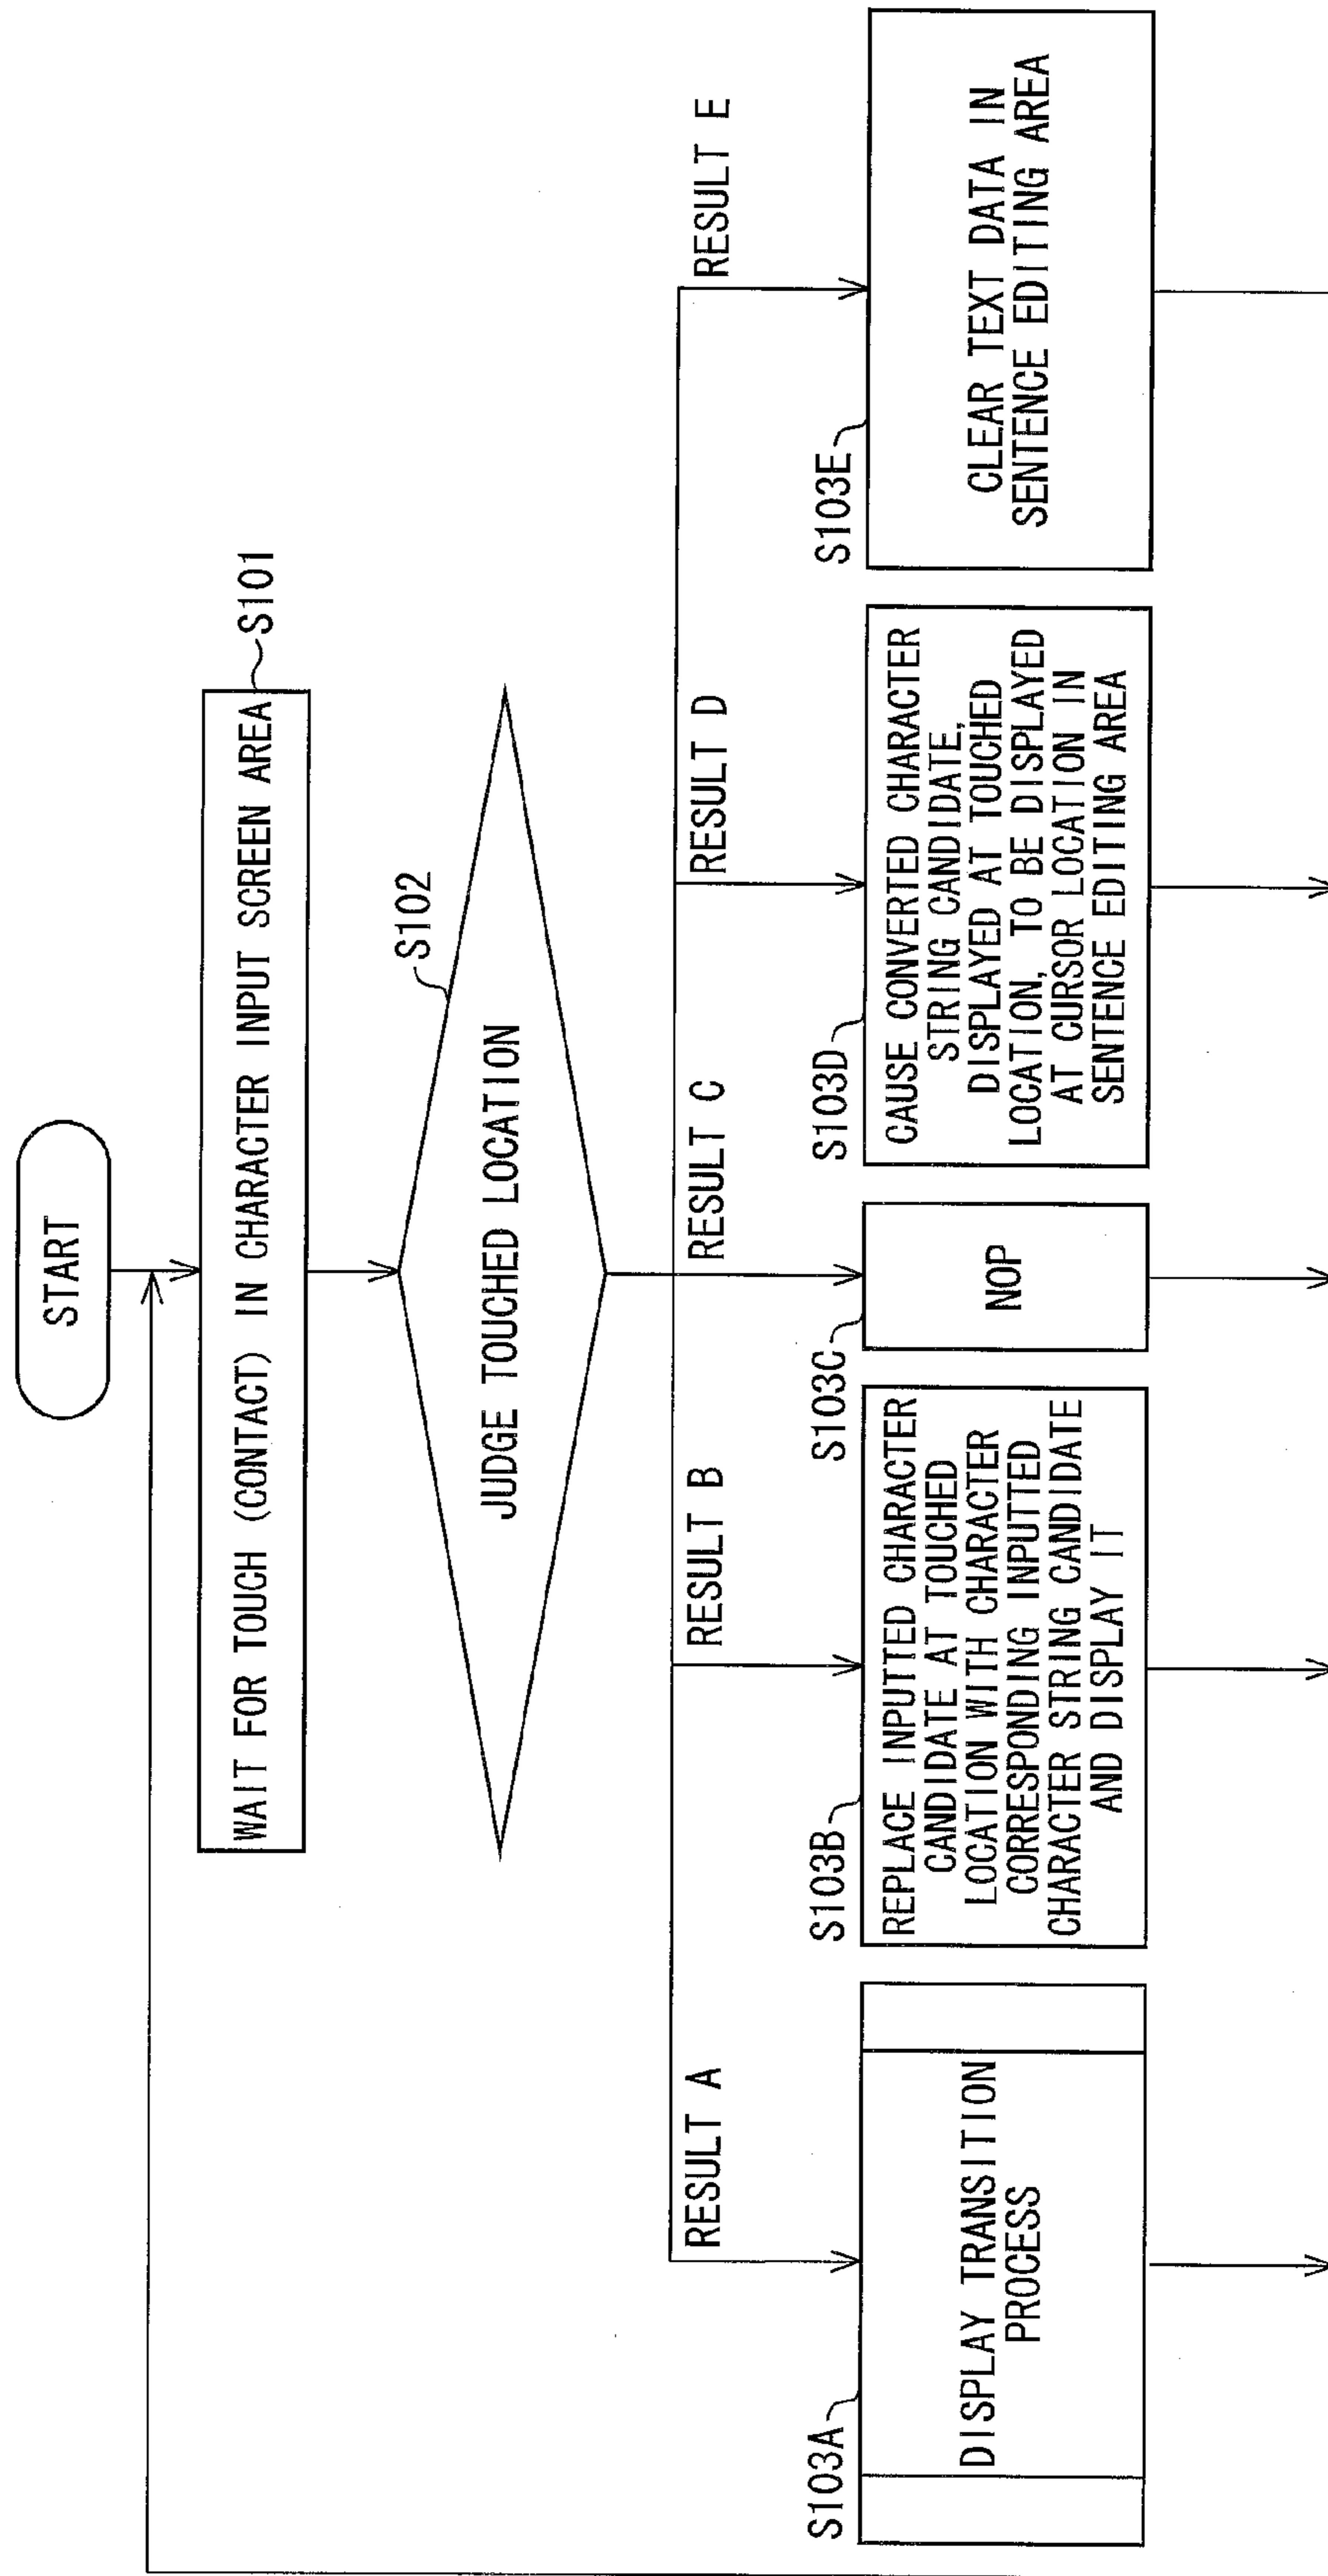 START
WAIT FOR TOUCH (CONTACT) IN CHARACTER INPUT SCREEN AREA
S101
JUDGE TOUCHED LOCATION
S102
RESULT A
RESULT B
RESULT C
RESULT D
RESULT E
S103A
DISPLAY TRANSITION
PROCESS
S103B
REPLACE INPUTTED CHARACTER
CANDIDATE AT TOUCHED
LOCATION WITH CHARACTER
CORRESPONDING INPUTTED
CHARACTER STRING CANDIDATE
AND DISPLAY IT
S103C
NOP
S103D
CAUSE CONVERTED CHARACTER
STRING CANDIDATE,
DISPLAYED AT TOUCHED
LOCATION, TO BE DISPLAYED
AT CURSOR LOCATION IN
SENTENCE EDITING AREA
S103E
CLEAR TEXT DATA IN
SENTENCE EDITING AREA